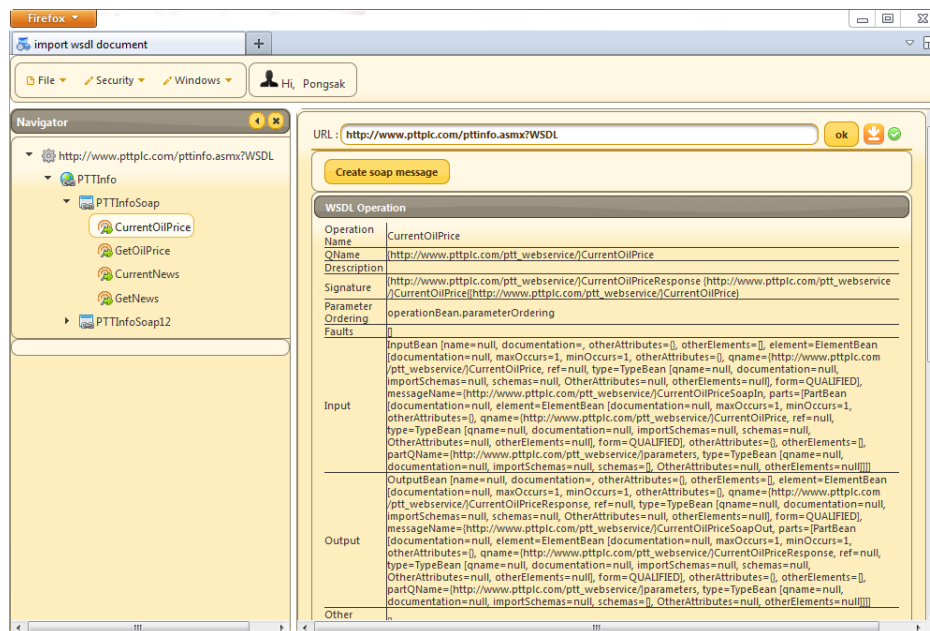 Firefox
import wsdl document
File Security Windows Hi, Pongsak
Navigator
http://www.pttplc.com/pttinfo.asmx?WSDL
PTTInfo
PTTInfoSoap
CurrentOilPrice
GetOilPrice
CurrentNews
GetNews
PTTInfoSoap12
URL : http://www.pttplc.com/pttinfo.asmx?WSDL ok
Create soap message
WSDL Operation
Operation Name CurrentOilPrice
QName {http://www.pttplc.com/ptt_webservice/}CurrentOilPrice
Drescription
Signature {http://www.pttplc.com/ptt_webservice/}CurrentOilPriceResponse {http://www.pttplc.com/ptt_webservice
/}CurrentOilPrice({http://www.pttplc.com/ptt_webservice/}CurrentOilPrice)
Parameter Ordering operationBean.parameterOrdering
Faults []
Input
InputBean [name=null, documentation=, otherAttributes={}, otherElements=[], element=ElementBean
[documentation=null, maxOccurs=1, minOccurs=1, otherAttributes={}, qname={http://www.pttplc.com
/ptt_webservice/}CurrentOilPrice, ref=null, type=TypeBean [qname=null, documentation=null,
importSchemas=null, schemas=null, OtherAttributes=null, otherElements=null], form=QUALIFIED],
messageName={http://www.pttplc.com/ptt_webservice/}CurrentOilPriceSoapIn, parts=[PartBean
[documentation=null, element=ElementBean [documentation=null, maxOccurs=1, minOccurs=1,
otherAttributes={}, qname={http://www.pttplc.com/ptt_webservice/}CurrentOilPrice, ref=null,
type=TypeBean [qname=null, documentation=null, importSchemas=null, schemas=null,
OtherAttributes=null, otherElements=null], form=QUALIFIED], otherAttributes={}, otherElements=[],
partQName={http://www.pttplc.com/ptt_webservice/}parameters, type=TypeBean [qname=null,
documentation=null, importSchemas=null, schemas=[], OtherAttributes=null, otherElements=null]]]]
Output
OutputBean [name=null, documentation=, otherAttributes={}, otherElements=[], element=ElementBean
[documentation=null, maxOccurs=1, minOccurs=1, otherAttributes={}, qname={http://www.pttplc.com
/ptt_webservice/}CurrentOilPriceResponse, ref=null, type=TypeBean [qname=null, documentation=null,
importSchemas=null, schemas=null, OtherAttributes=null, otherElements=null], form=QUALIFIED],
messageName={http://www.pttplc.com/ptt_webservice/}CurrentOilPriceSoapOut, parts=[PartBean
[documentation=null, element=ElementBean [documentation=null, maxOccurs=1, minOccurs=1,
otherAttributes={}, qname={http://www.pttplc.com/ptt_webservice/}CurrentOilPriceResponse, ref=null,
type=TypeBean [qname=null, documentation=null, importSchemas=null, schemas=null,
OtherAttributes=null, otherElements=null], form=QUALIFIED], otherAttributes={}, otherElements=[],
partQName={http://www.pttplc.com/ptt_webservice/}parameters, type=TypeBean [qname=null,
documentation=null, importSchemas=null, schemas=[], OtherAttributes=null, otherElements=null]]]]
Other